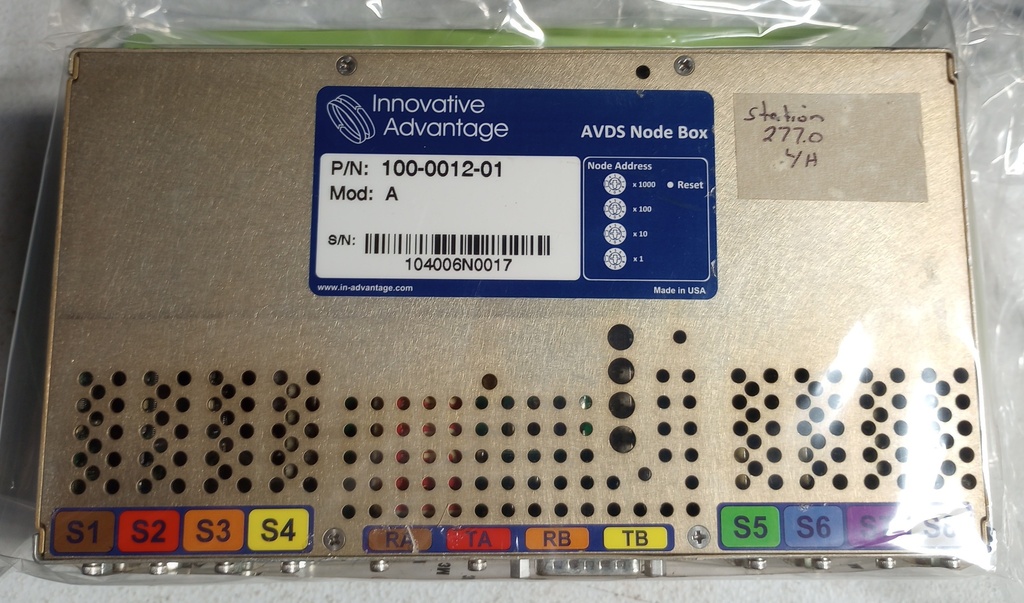 Innovative
Advantage
AVDS Node Box
Station
277.0
P/N: 100-0012-01
Mod: A
S/N:
104006N0017
Node Address
x 1000
Reset
x 100
x 10
x 1
www.in-advantage.com
Made in USA
S1 S2 S3 S4
RA TA RB TB
S5 S6